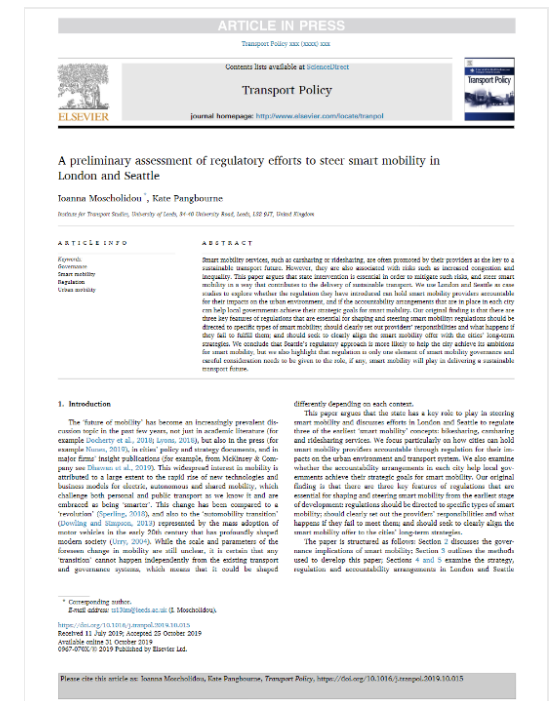 ARTICLE IN PRESS
Transport Policy xxx (xxxx) xxx
Contents lists available at ScienceDirect
Transport Policy
journal homepage: http://www.elsevier.com/locate/tranpol
ELSEVIER
Transport Policy
A preliminary assessment of regulatory efforts to steer smart mobility in
London and Seattle
Ioanna Moscholidou*, Kate Pangbourne
Institute for Transport Studies, University of Leeds, 34-40 University Road, Leeds, LS2 9JT, United Kingdom
ARTICLE INFO
Keywords:
Governance
Smart mobility
Regulation
Urban mobility
ABSTRACT
Smart mobility services, such as carsharing or ridesharing, are often promoted by their providers as the key to a
sustainable transport future. However, they are also associated with risks such as increased congestion and
inequality. This paper argues that state intervention is essential in order to mitigate such risks, and steer smart
mobility in a way that contributes to the delivery of sustainable transport. We use London and Seattle as case
studies to explore whether the regulation they have introduced can hold smart mobility providers accountable
for their impacts on the urban environment, and if the accountability arrangements that are in place in each city
can help local governments achieve their strategic goals for smart mobility. Our original finding is that there are
three key features of regulations that are essential for shaping and steering smart mobility: regulations should be
directed to specific types of smart mobility; should clearly set out providers' responsibilities and what happens if
they fail to meet them; and should seek to clearly align the smart mobility offer with the cities' long-term
strategies. We conclude that Seattle's regulatory approach is more likely to help the city achieve its ambitions
for smart mobility, but we also highlight that regulation is only one element of smart mobility governance and
careful consideration needs to be given to the role, if any, smart mobility will play in delivering a sustainable
transport future.
1. Introduction
The 'future of mobility' has become an increasingly prevalent dis-
cussion topic in the past few years, not just in academic literature (for
example Docherty et al., 2018; Lyons, 2018), but also in the press (for
example Nunes, 2019), in cities' policy and strategy documents, and in
major firms' insight publications (for example, from McKinsey & Com-
pany see Dhawan et al., 2019). This widespread interest in mobility is
attributed to a large extent to the rapid rise of new technologies and
business models for electric, autonomous and shared mobility, which
challenge both personal and public transport as we know it and are
embraced as being 'smarter'. This change has been compared to a
'revolution' (Sperling, 2018), and also to the 'automobility transition'
(Dowling and Simpson, 2013) represented by the mass adoption of
motor vehicles in the early 20th century that has profoundly shaped
modern society (Urry, 2004). While the scale and parameters of the
foreseen change in mobility are still unclear, it is certain that any
'transition' cannot happen independently from the existing transport
and governance systems, which means that it could be shaped
differently depending on each context.
This paper argues that the state has a key role to play in steering
smart mobility and discusses efforts in London and Seattle to regulate
three of the earliest 'smart mobility' concepts: bikesharing, carsharing
and ridesharing services. We focus particularly on how cities can hold
smart mobility providers accountable through regulation for their im-
pacts on the urban environment and transport system. We also examine
whether the accountability arrangements in each city help local gov-
ernments achieve their strategic goals for smart mobility. Our original
finding is that there are three key features of regulations that are
essential for shaping and steering smart mobility from the earliest stage
of development: regulations should be directed to specific types of smart
mobility; should clearly set out the providers' responsibilities and what
happens if they fail to meet them; and should seek to clearly align the
smart mobility offer to the cities' long-term strategies.
The paper is structured as follows: Section 2 discusses the gover-
nance implications of smart mobility; Section 3 outlines the methods
used to develop this paper; Sections 4 and 5 examine the strategy,
regulation and accountability arrangements in London and Seattle
* Corresponding author.
E-mail address: @leeds.ac.uk (I. Moscholidou).
https://doi.org/10.1016/j.tranpol.2019.10.015
Received 11 July 2019; Accepted 25 October 2019
Available online 31 October 2019
0967-070X/© 2019 Published by Elsevier Ltd.
Please cite this article as: Ioanna Moscholidou, Kate Pangbourne, Transport Policy, https://doi.org/10.1016/j.tranpol.2019.10.015